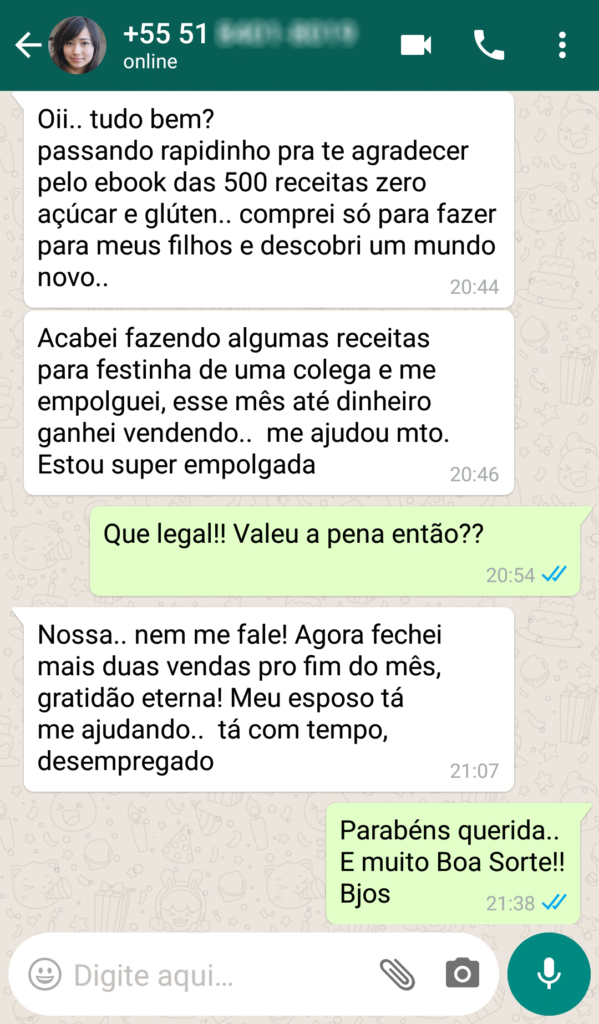 +55 51
online
Oii.. tudo bem?
passando rapidinho pra te agradecer
pelo ebook das 500 receitas zero
açúcar e glúten.. comprei só para fazer
para meus filhos e descobri um mundo
novo..
20:44
Acabei fazendo algumas receitas
para festinha de uma colega e me
empolguei, esse mês até dinheiro
ganhei vendendo..  me ajudou mto.
Estou super empolgada
20:46
Que legal!! Valeu a pena então??
20:54
Nossa.. nem me fale! Agora fechei
mais duas vendas pro fim do mês,
gratidão eterna! Meu esposo tá
me ajudando..  tá com tempo,
desempregado
21:07
Parabéns querida..
E muito Boa Sorte!!
Bjos
21:38
Digite aqui...